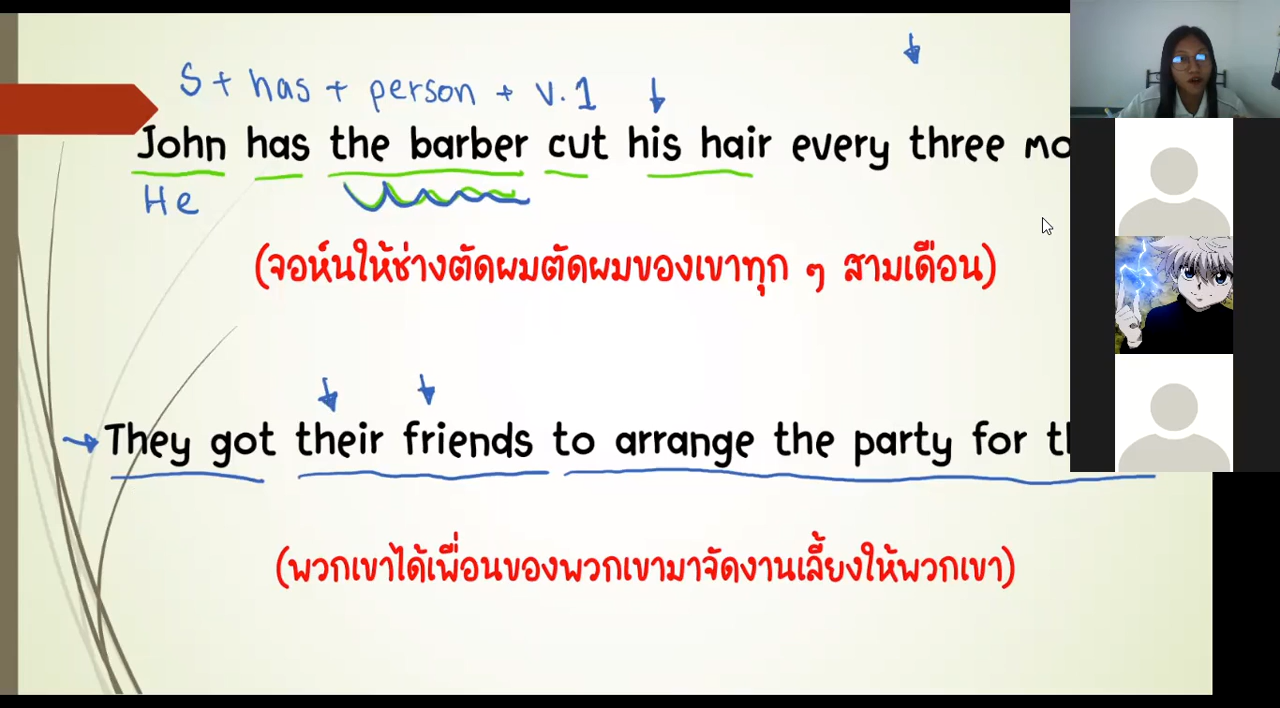 S + has + person + v.1
John has the barber cut his hair every three
He
(จอห์นให้ช่างตัดผมตัดผมของเขาทุก ๆ สามเดือน)
They got their friends to arrange the party for
(พวกเขาได้เพื่อนของพวกเขามาจัดงานเลี้ยงให้พวกเขา)